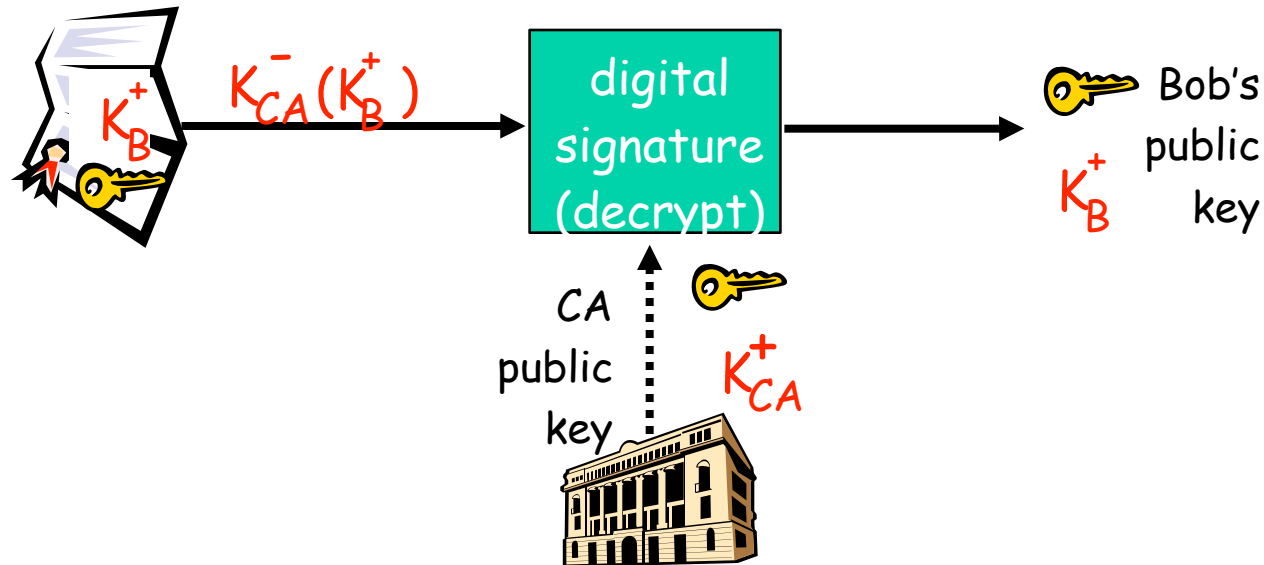 K_B^+
K_CA^-(K_B^+)
digital
signature
(decrypt)
Bob's
public
key
K_B^+
CA
public
key
K_CA^+